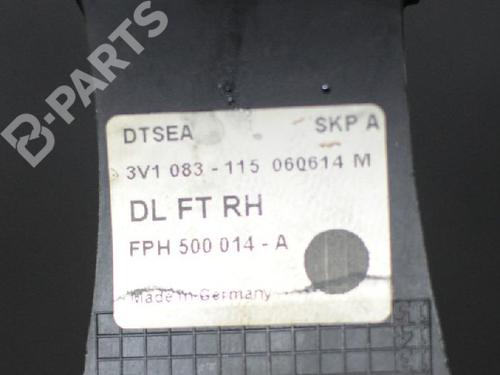 B-PARTS
DTSEA SKP A
3V1 083 - 115 060614 M
DL FT RH
FPH 500 014 - A
Made in Germany